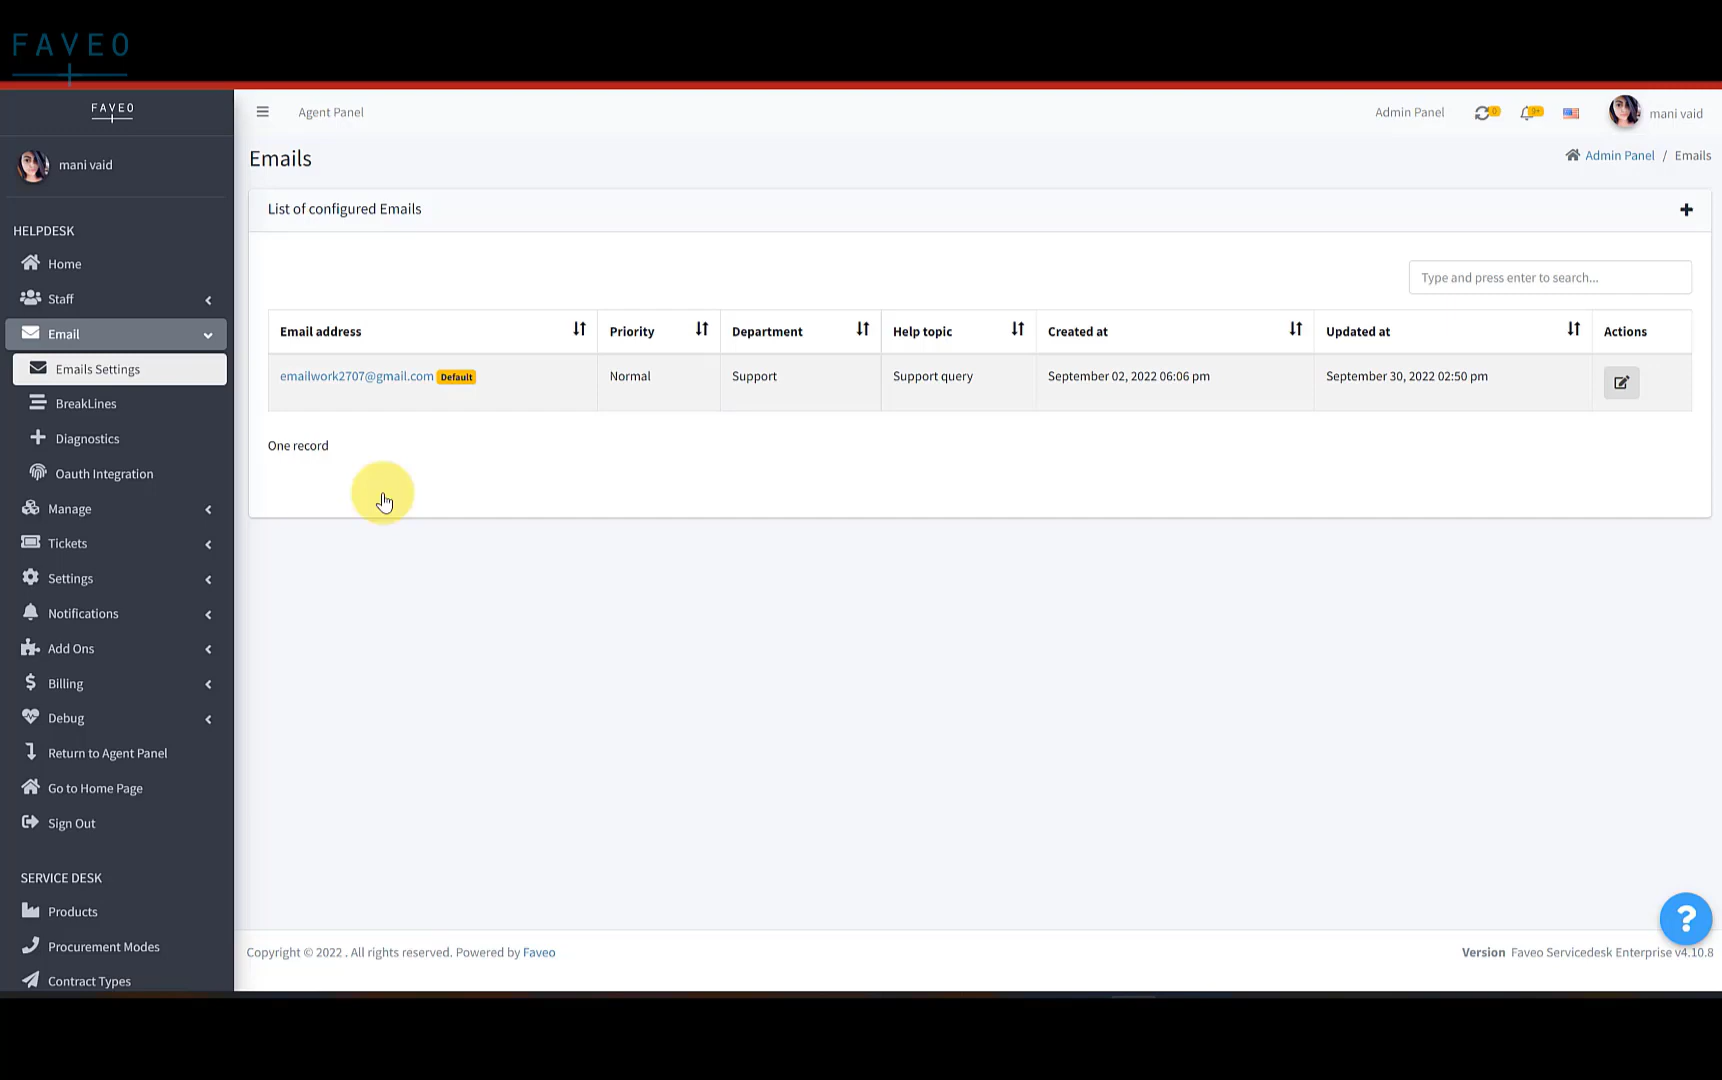 FAVEO
FAVEO
Agent Panel
Admin Panel
0
9+
mani vaid
mani vaid
Emails
Admin Panel / Emails
HELPDESK
Home
Staff
Email
Emails Settings
BreakLines
Diagnostics
Oauth Integration
Manage
Tickets
Settings
Notifications
Add Ons
Billing
Debug
Return to Agent Panel
Go to Home Page
Sign Out
SERVICE DESK
Products
Procurement Modes
Contract Types
List of configured Emails
Type and press enter to search...
Email address Priority Department Help topic Created at Updated at Actions
emailwork2707@gmail.com Default Normal Support Support query September 02, 2022 06:06 pm September 30, 2022 02:50 pm
One record
?
Copyright © 2022 . All rights reserved. Powered by Faveo
Version Faveo Servicedesk Enterprise v4.10.8